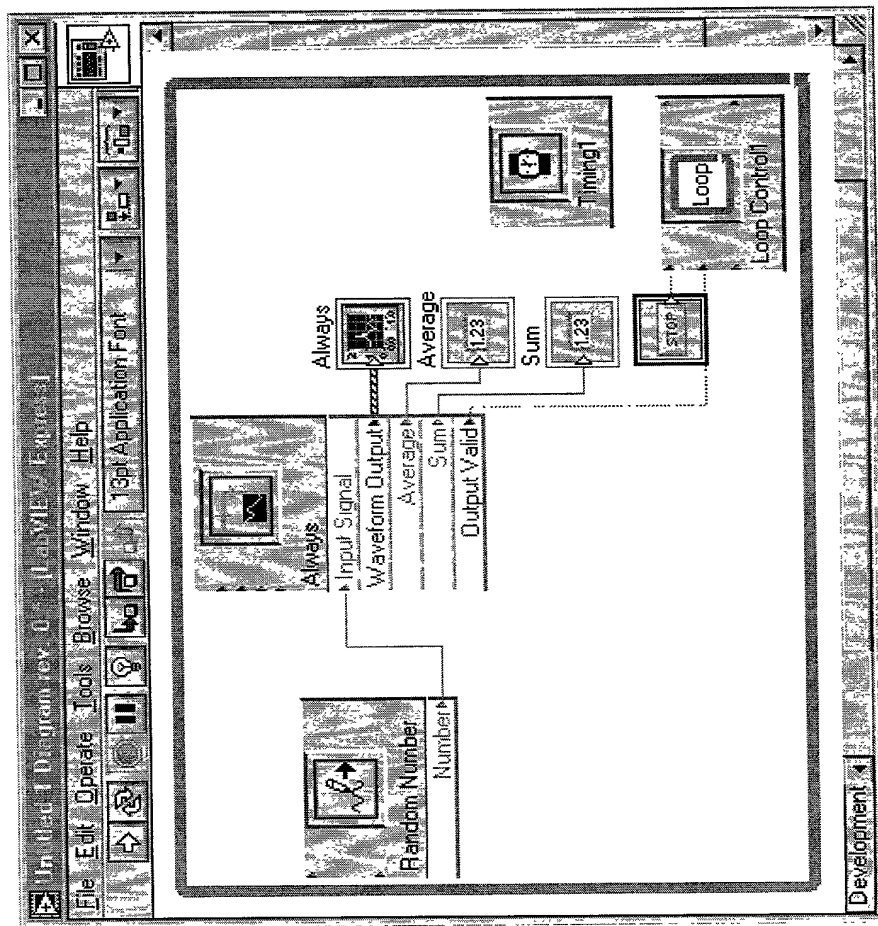 Untitled 1 Diagram rev. 0 * - [LabVIEW Express]
File Edit Operate Tools Browse Window Help
13pt Application Font
Random Number
Number
Always
Input Signal
Waveform Output
Average
Sum
Output Valid
Always
Average
1.23
Sum
1.23
STOP
Timing1
Loop
Loop Control1
Development